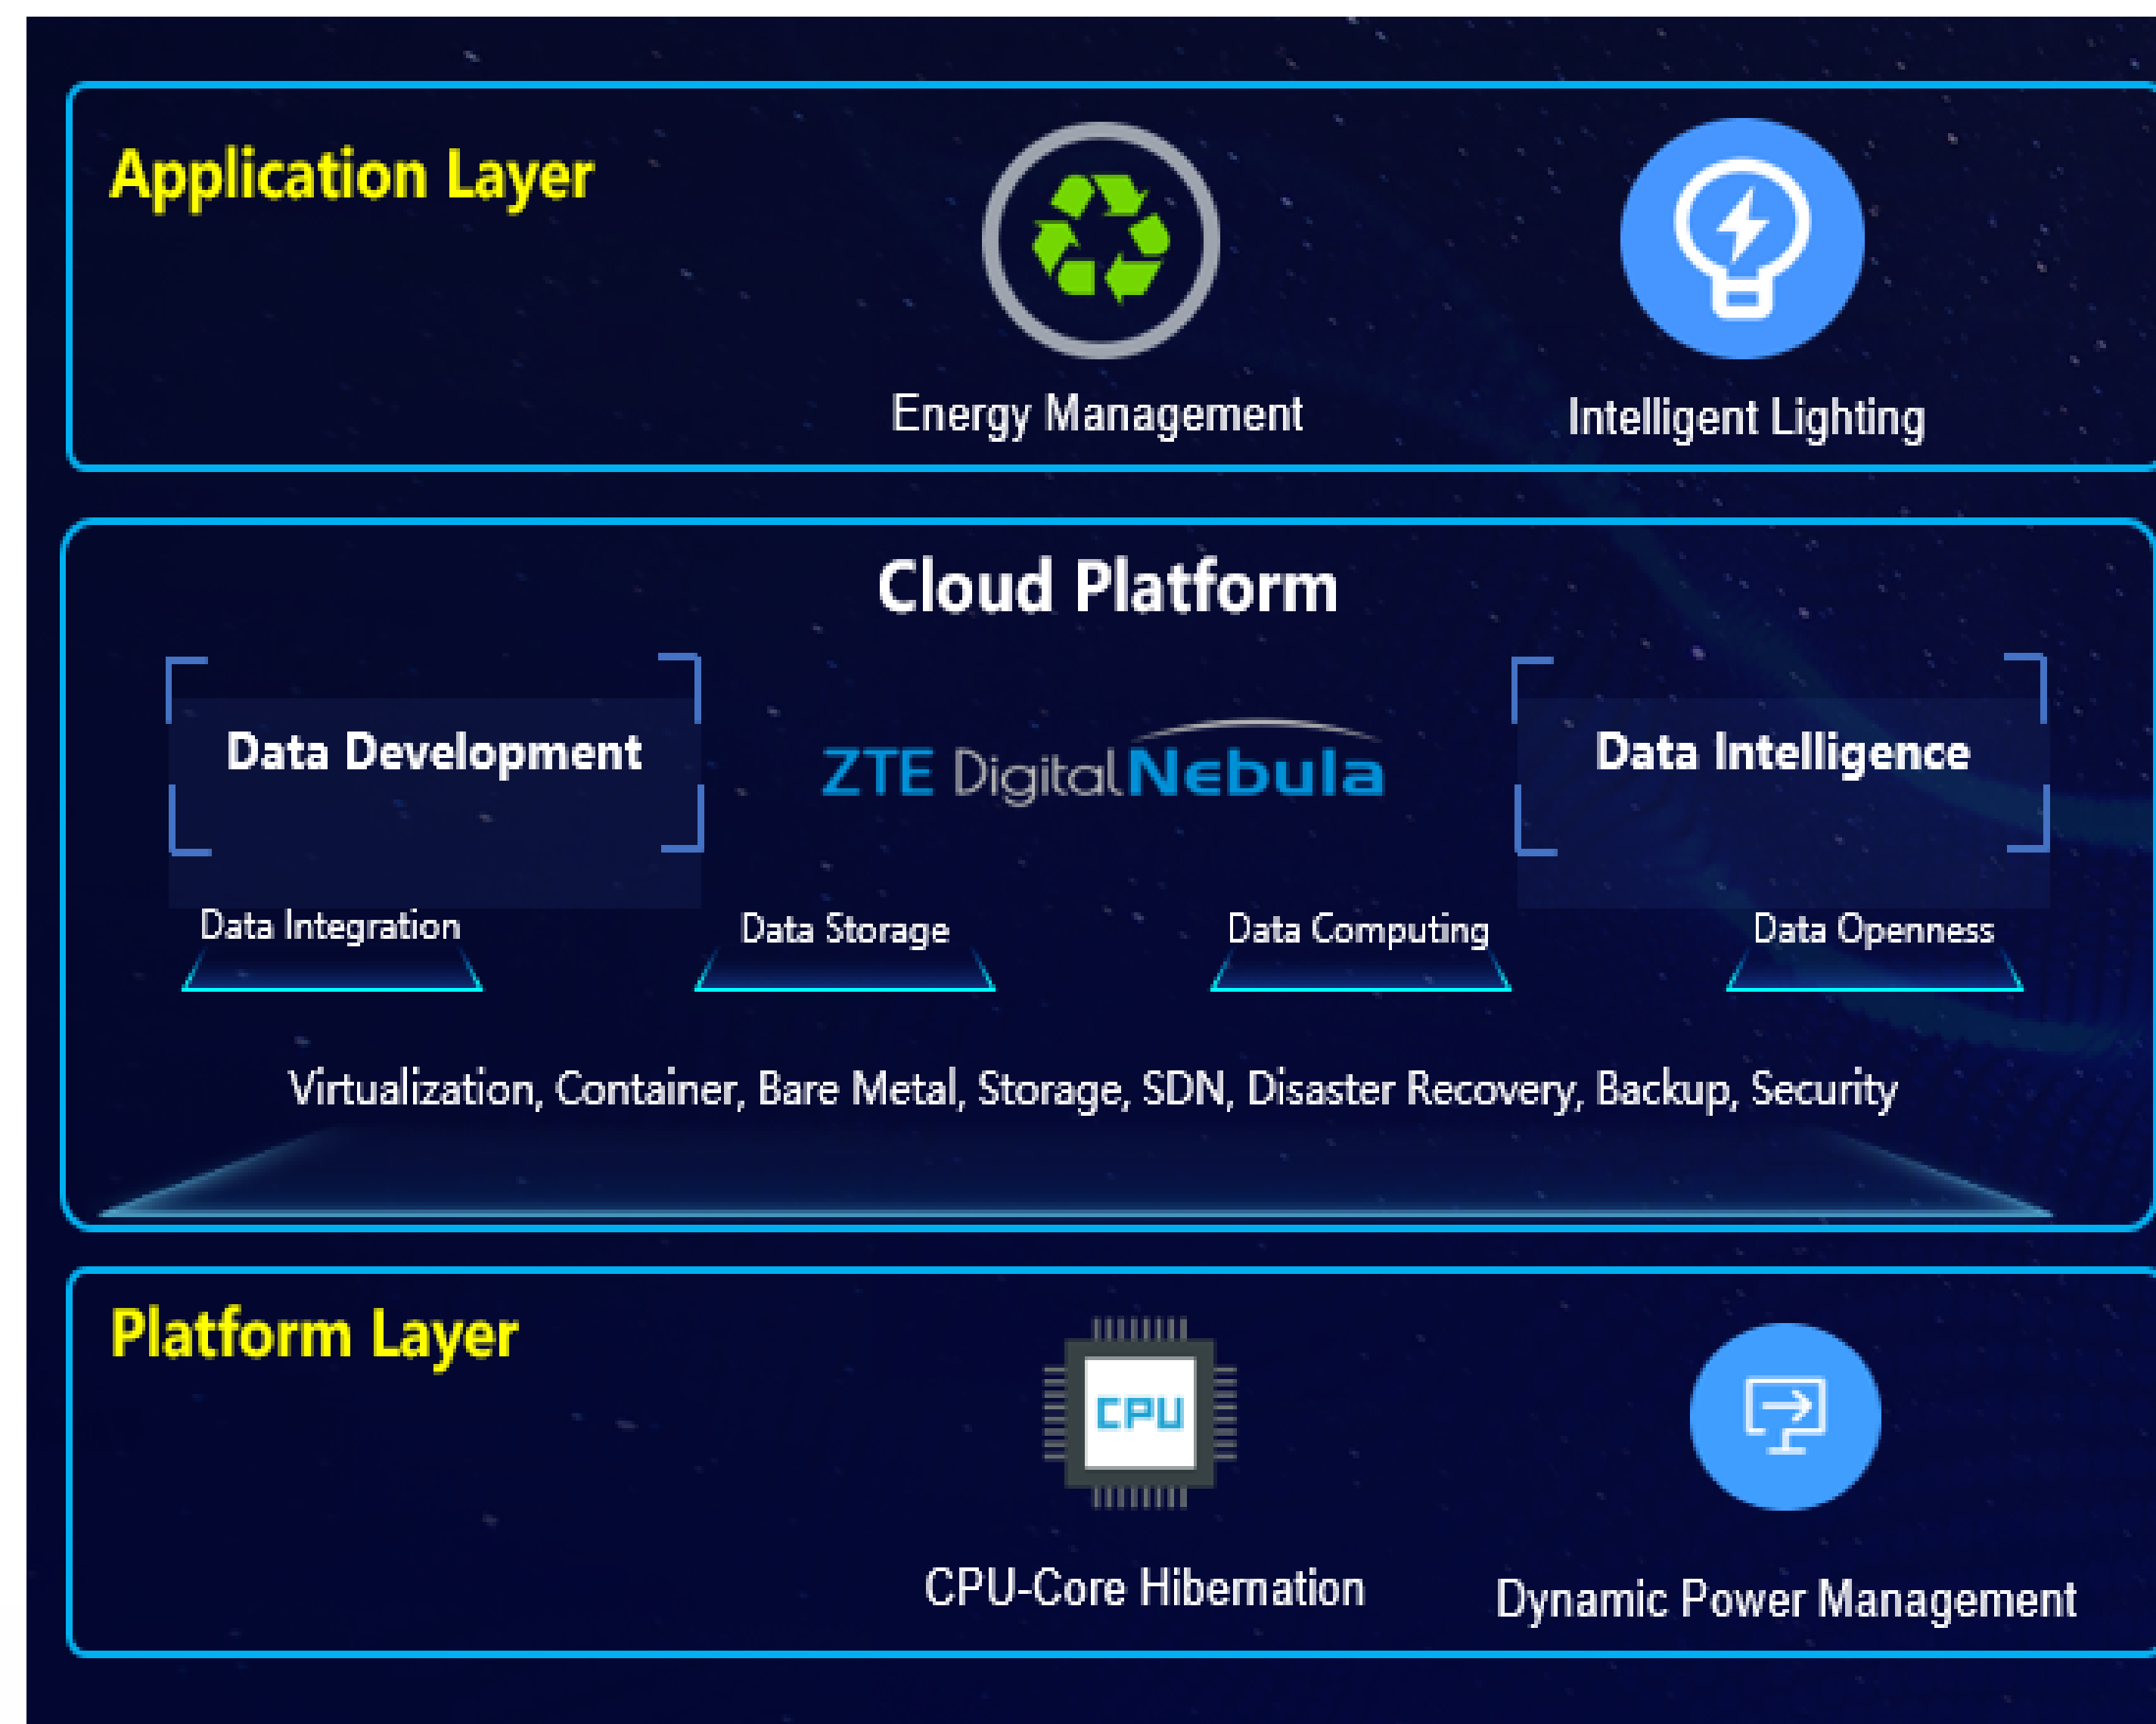 Application Layer
Energy Management
Intelligent Lighting
Cloud Platform
Data Development
ZTE DigitalNebula
Data Intelligence
Data Integration
Data Storage
Data Computing
Data Openness
Virtualization, Container, Bare Metal, Storage, SDN, Disaster Recovery, Backup, Security
Platform Layer
CPU
CPU-Core Hibernation
Dynamic Power Management